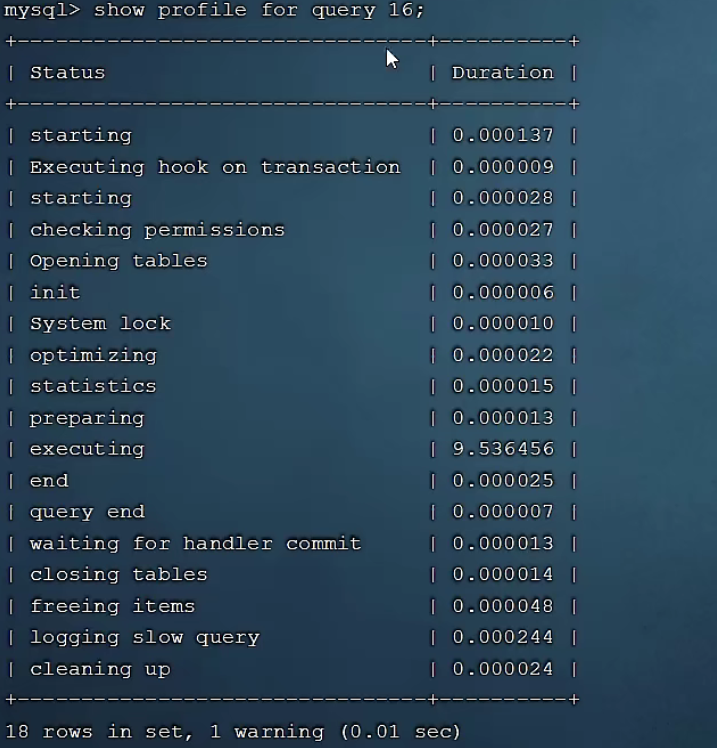 mysql> show profile for query 16;
+--------------------------------+----------+
| Status                         | Duration |
+--------------------------------+----------+
| starting                       | 0.000137 |
| Executing hook on transaction  | 0.000009 |
| starting                       | 0.000028 |
| checking permissions           | 0.000027 |
| Opening tables                 | 0.000033 |
| init                           | 0.000006 |
| System lock                    | 0.000010 |
| optimizing                     | 0.000022 |
| statistics                     | 0.000015 |
| preparing                      | 0.000013 |
| executing                      | 9.536456 |
| end                            | 0.000025 |
| query end                      | 0.000007 |
| waiting for handler commit     | 0.000013 |
| closing tables                 | 0.000014 |
| freeing items                  | 0.000048 |
| logging slow query             | 0.000244 |
| cleaning up                    | 0.000024 |
+--------------------------------+----------+
18 rows in set, 1 warning (0.01 sec)